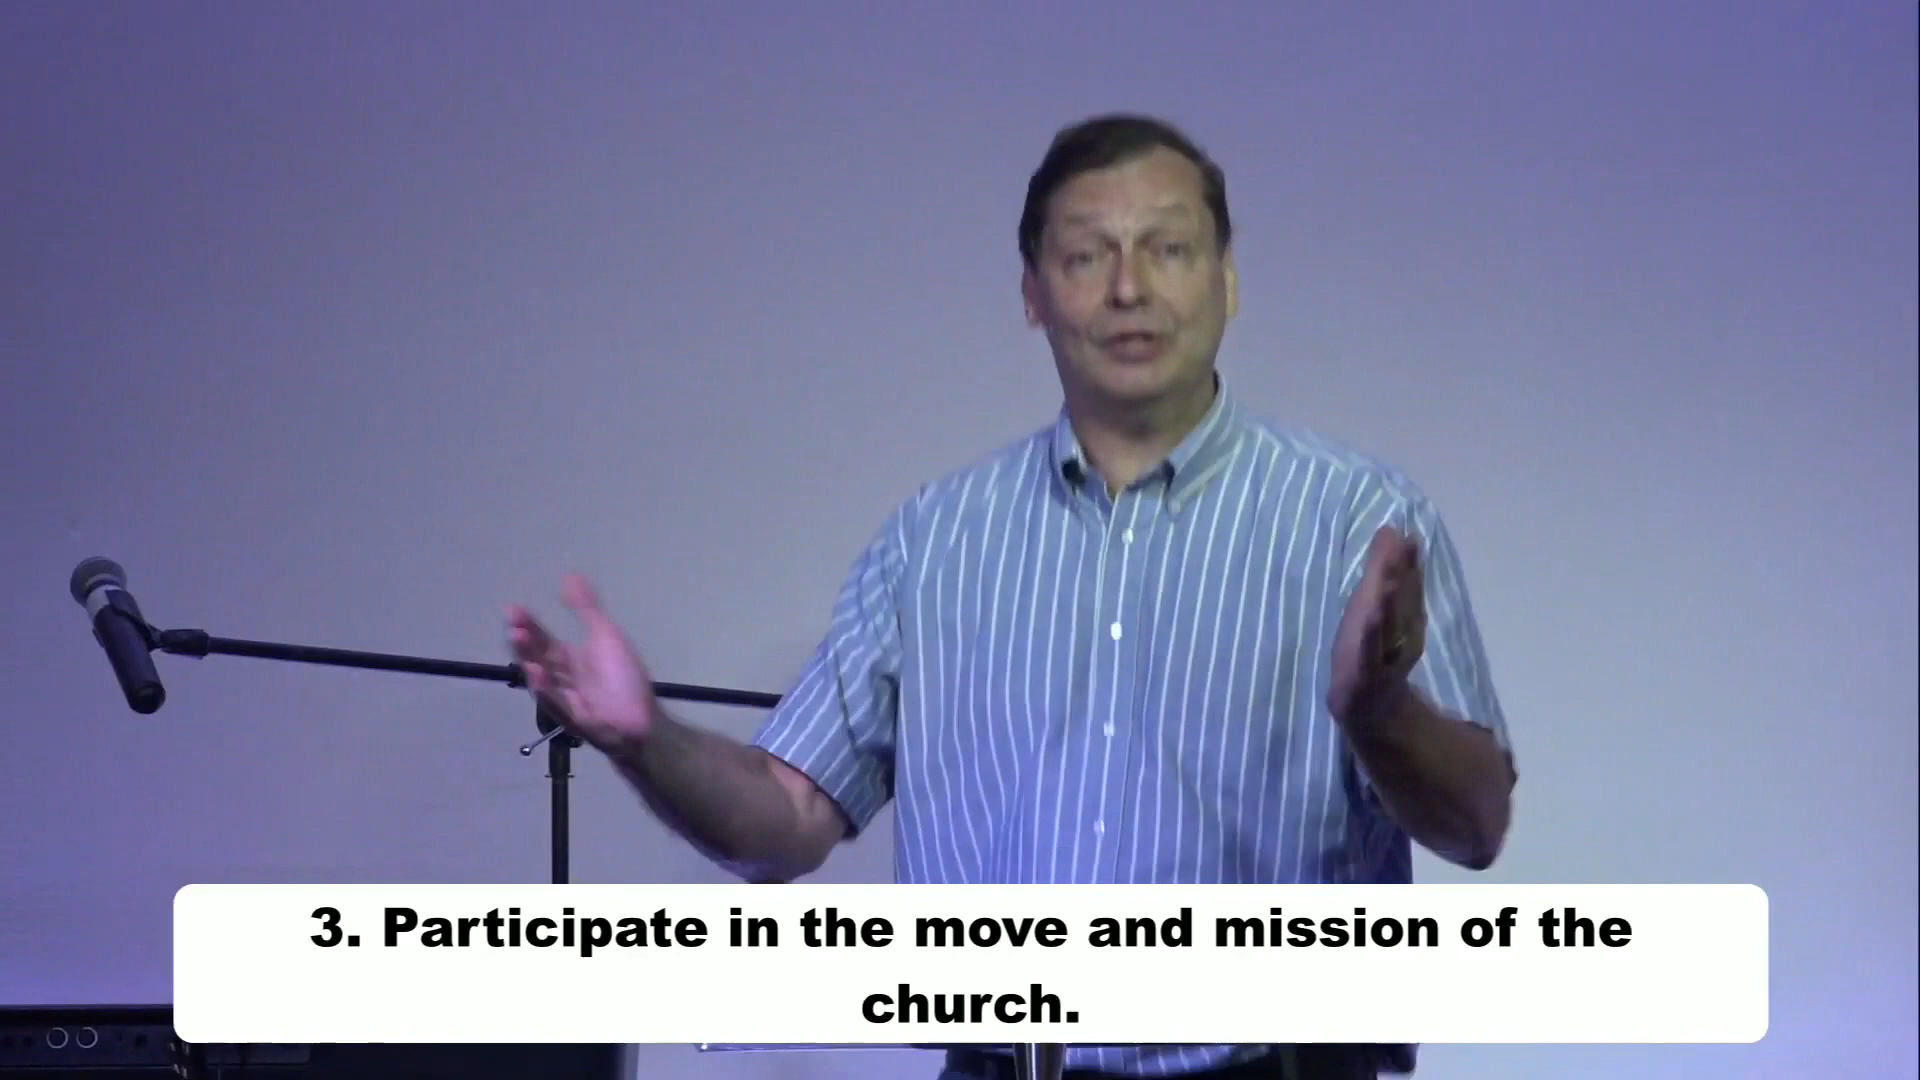 3. Participate in the move and mission of the
church.